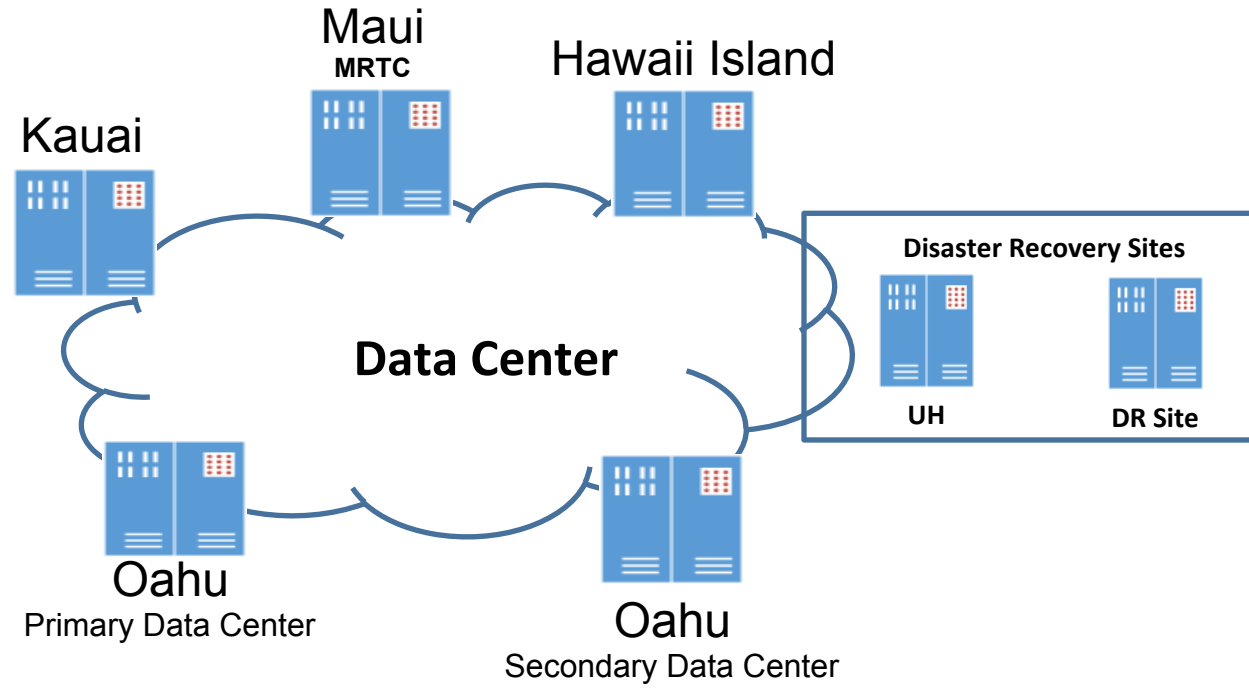 Maui
MRTC
Hawaii Island
Kauai
Disaster Recovery Sites
Data Center
UH
DR Site
Oahu
Primary Data Center
Oahu
Secondary Data Center